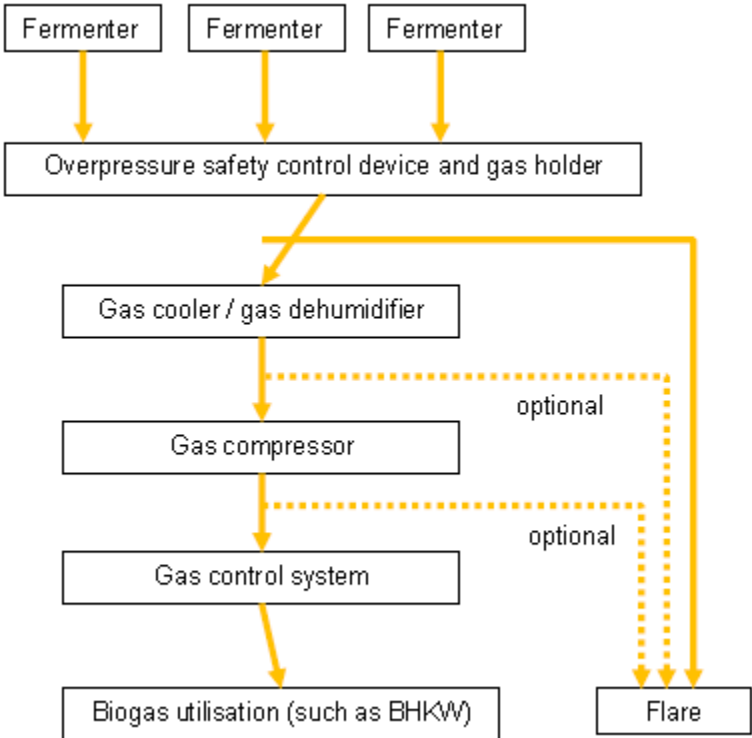 Fermenter
Fermenter
Fermenter
Overpressure safety control device and gas holder
Gas cooler / gas dehumidifier
optional
Gas compressor
optional
Gas control system
Biogas utilisation (such as BHKW)
Flare